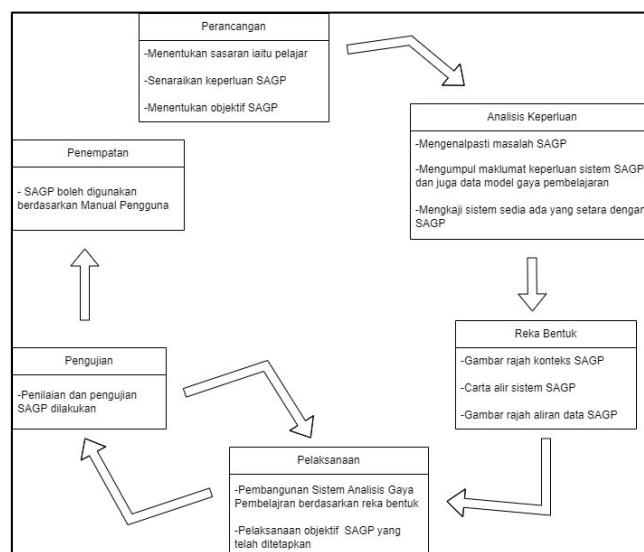 Perancangan
-Menentukan sasaran iaitu pelajar
-Senaraikan keperluan SAGP
-Menentukan objektif SAGP
Analisis Keperluan
-Mengenalpasti masalah SAGP
-Mengumpul maklumat keperluan sistem SAGP
dan juga data model gaya pembelajaran
-Mengkaji sistem sedia ada yang setara dengan
SAGP
Reka Bentuk
-Gambar rajah konteks SAGP
-Carta alir sistem SAGP
-Gambar rajah aliran data SAGP
Pelaksanaan
-Pembangunan Sistem Analisis Gaya
Pembelajran berdasarkan reka bentuk
-Pelaksanaan objektif SAGP yang
telah ditetapkan
Pengujian
-Penilaian dan pengujian
SAGP dilakukan
Penempatan
- SAGP boleh digunakan
berdasarkan Manual Pengguna